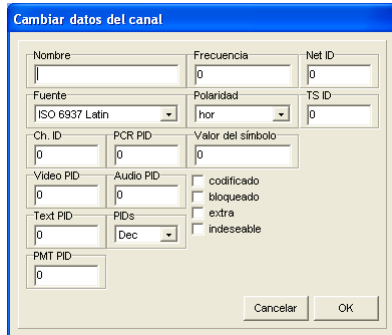 Cambiar datos del canal
Nombre Frecuencia Net ID
0 0
Fuente Polaridad TS ID
ISO 6937 Latin hor 0
Ch. ID PCR PID Valor del símbolo
0 0 0
Video PID Audio PID codificado
0 0 bloqueado
Text PID PIDs extra
0 Dec indeseable
PMT PID
0
Cancelar OK